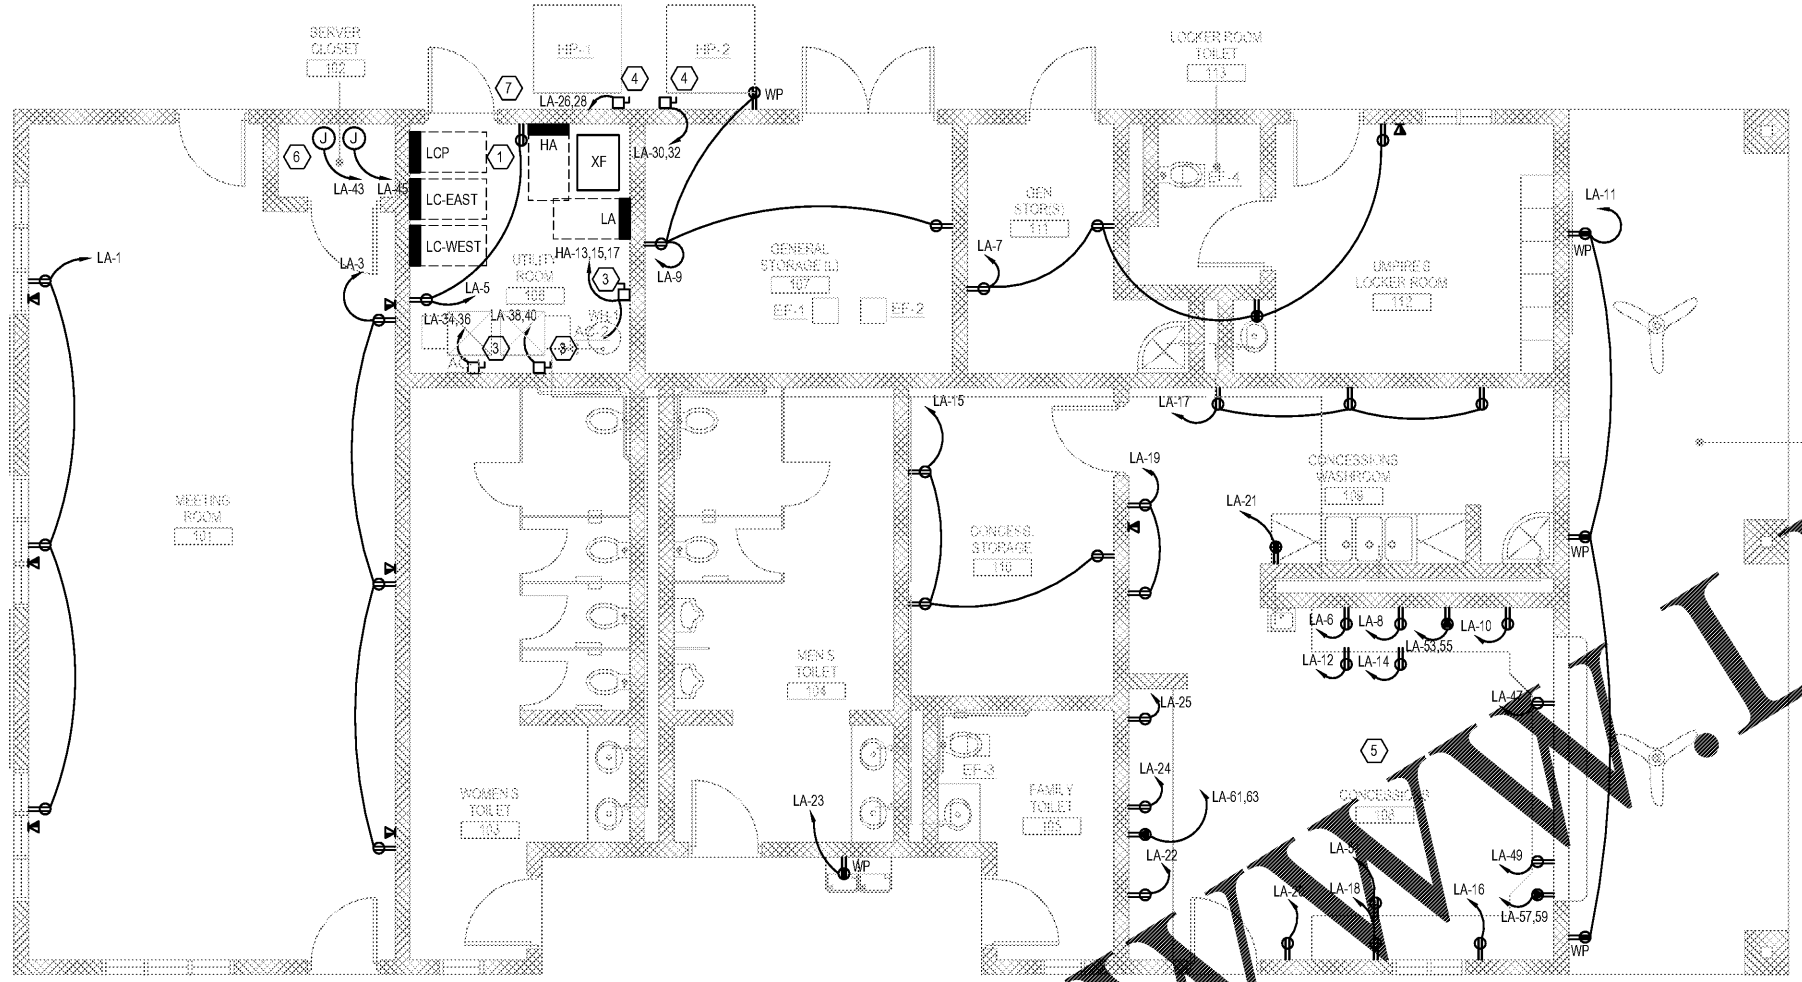 SERVER
CLOSET
102
HP-1
HP-2
LOCKER ROOM
TOILET
113
7
4
4
LA-26,28
WP
J
J
6
LCP
1
HA
XF
LA-30,32
LA-43
LA-45
LC-EAST
LA
EF-4
GEN
STOR(S)
111
LA-11
LC-WEST
WP
LA-1
LA-3
UTILITY
ROOM
106
HA-13,15,17
LA-9
GENERAL
STORAGE (L)
107
LA-7
UMPIRE'S
LOCKER ROOM
112
LA-5
3
EF-1
EF-2
LA-34,36
LA-38,40
3
3
LA-15
LA-17
LA-19
CONCESSIONS
WASHROOM
109
MEETING
ROOM
101
LA-21
CONCESS.
STORAGE
110
WP
LA-6
LA-8
LA-10
LA-53,55
LA-12
LA-14
MEN'S
TOILET
104
LA-25
LA-47
EF-3
5
LA-24
LA-61,63
WOMEN'S
TOILET
103
LA-23
FAMILY
TOILET
105
CONCESSIONS
108
WP
LA-22
LA-49
LA-18
LA-16
LA-57,59
WP
WWW.L